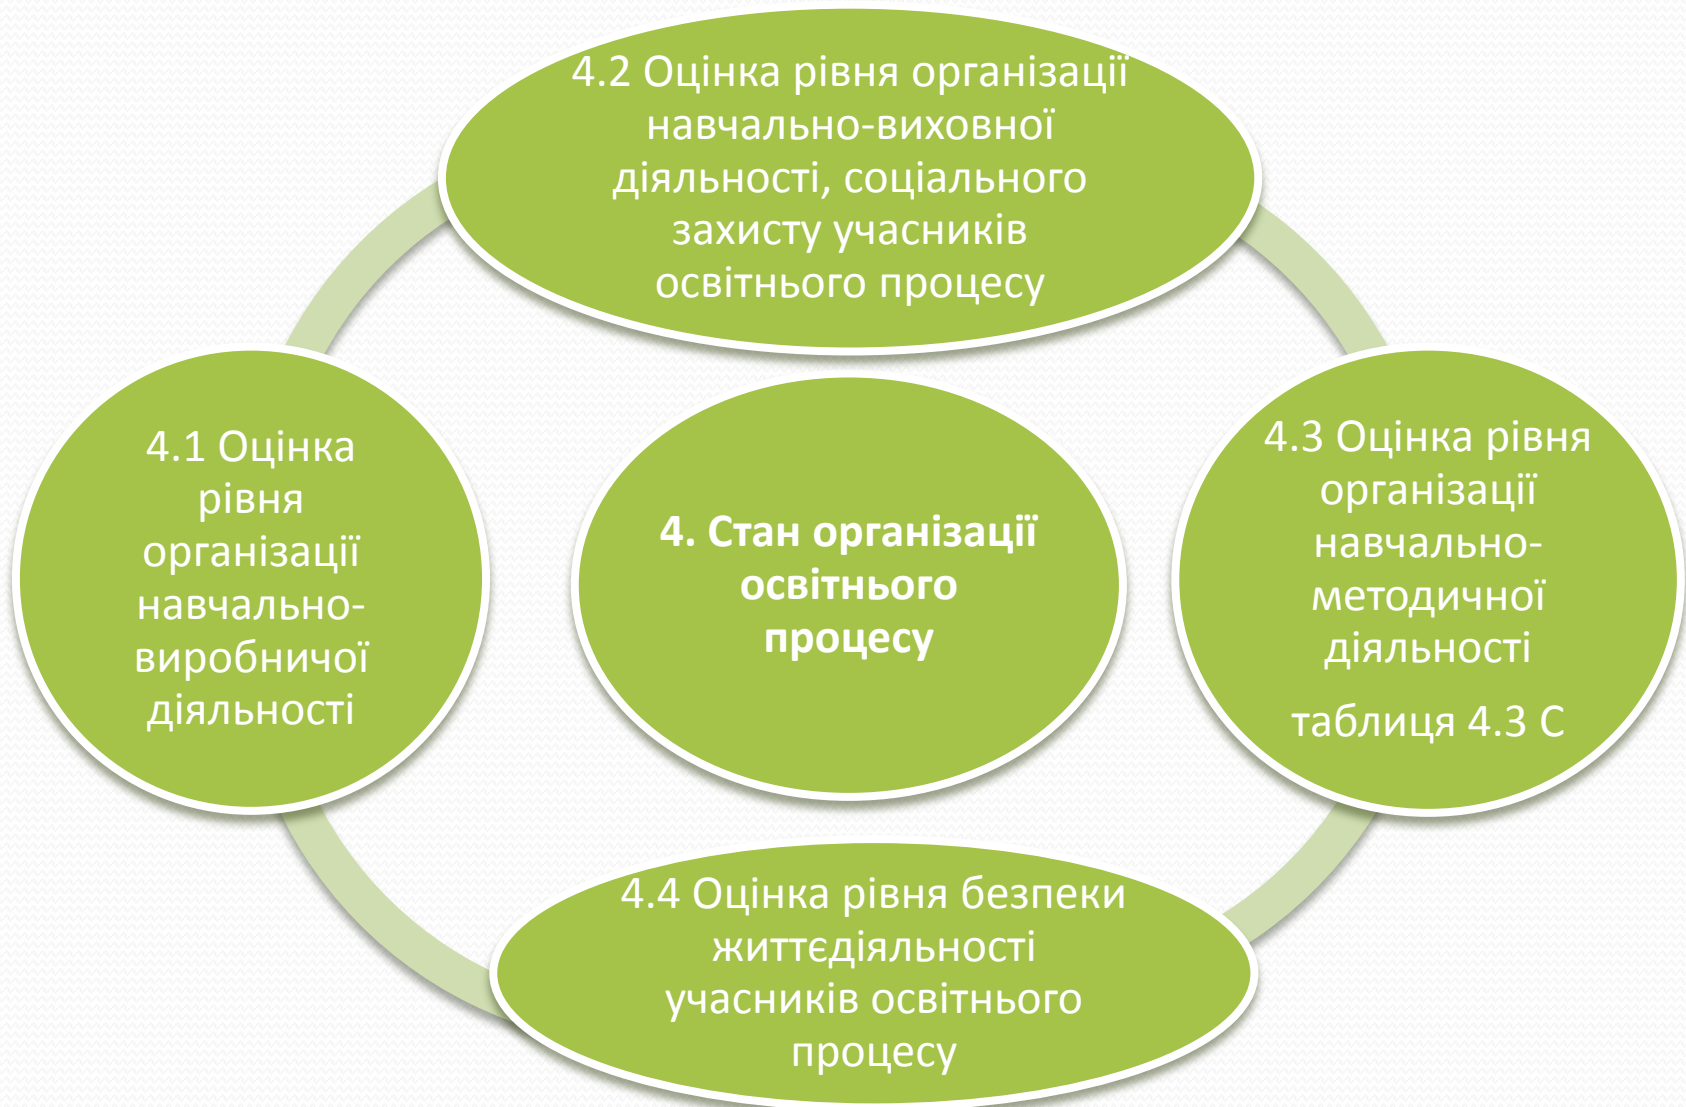 4.2 Оцінка рівня організації
навчально-виховної
діяльності, соціального
захисту учасників
освітнього процесу
4.1 Оцінка
рівня
організації
навчально-
виробничої
діяльності
4. Стан організації
освітнього
процесу
4.3 Оцінка рівня
організації
навчально-
методичної
діяльності
таблиця 4.3 С
4.4 Оцінка рівня безпеки
життєдіяльності
учасників освітнього
процесу